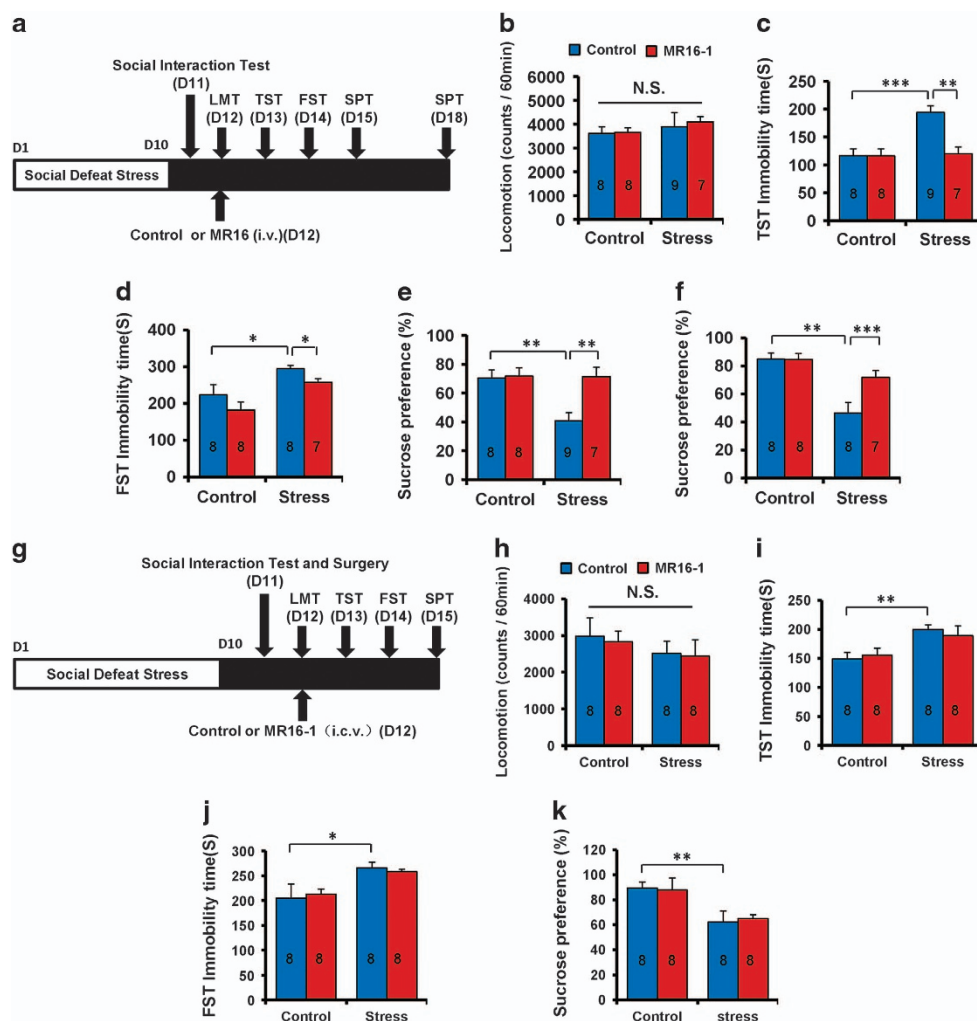 a
Social Interaction Test
(D11)
LMT TST FST SPT SPT
(D12) (D13) (D14) (D15) (D18)
D1 D10
Social Defeat Stress
Control or MR16 (i.v.)(D12)
b
Control MR16-1
Locomotion (counts / 60min)
6000
5000
4000
3000
2000
1000
0
N.S.
8 8 9 7
Control Stress
c
TST Immobility time(S)
250
200
150
100
50
0
*** **
8 8 9 7
Control Stress
d
FST Immobility time(S)
400
300
200
100
0
* *
8 8 8 7
Control Stress
e
Sucrose preference (%)
100
80
60
40
20
0
** **
8 8 9 7
Control Stress
f
Sucrose preference (%)
100
80
60
40
20
0
** ***
8 8 8 7
Control Stress
g
Social Interaction Test and Surgery
(D11)
LMT TST FST SPT
(D12) (D13) (D14) (D15)
D1 D10
Social Defeat Stress
Control or MR16-1 (i.c.v.) (D12)
h
Control MR16-1
Locomotion (counts / 60min)
4000
3000
2000
1000
0
N.S.
8 8 8 8
Control Stress
i
TST Immobility time(S)
250
200
150
100
50
0
**
8 8 8 8
Control Stress
j
FST Immobility time(S)
300
250
200
150
100
50
0
*
8 8 8 8
Control Stress
k
Sucrose preference (%)
120
100
80
60
40
20
0
**
8 8 8 8
Control stress